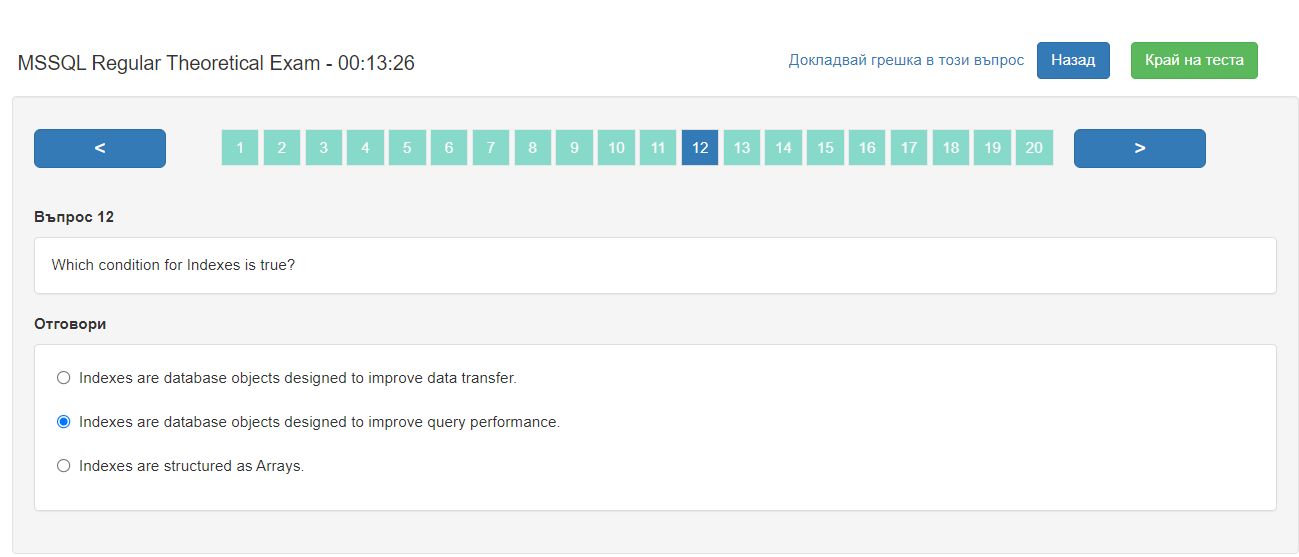 MSSQL Regular Theoretical Exam - 00:13:26
Докладвай грешка в този въпрос
Назад
Край на теста
<
1 2 3 4 5 6 7 8 9 10 11 12 13 14 15 16 17 18 19 20
>
Въпрос 12
Which condition for Indexes is true?
Отговори
Indexes are database objects designed to improve data transfer.
Indexes are database objects designed to improve query performance.
Indexes are structured as Arrays.